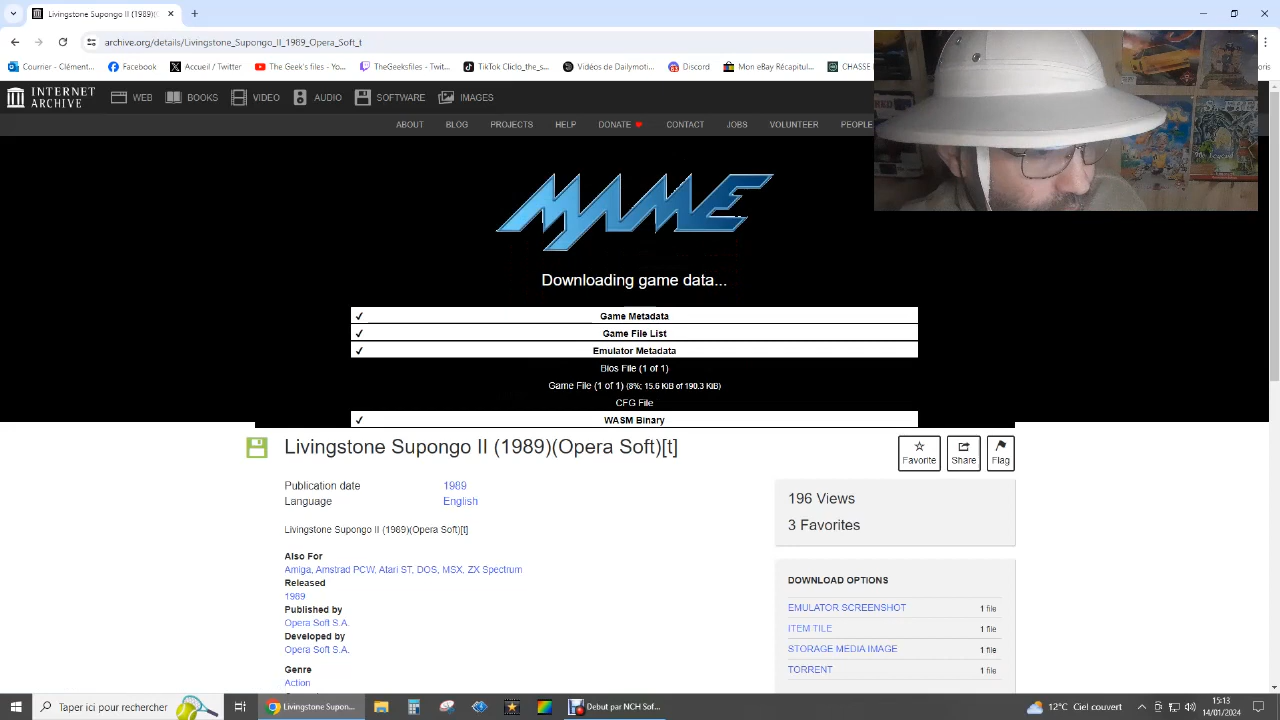 Livingstone Supongo II (1989)(
archive.org/details/Livingstone_Supongo_II_1989_Opera_Soft_t
Courrier - Clément...
Facebook
Accueil / Twitter
The Geek's files - Yo...
TheGeeksfiles - Twit...
TikTok Cliclo_the_s...
Vidéos de Dailymoti...
Discord
Mon eBay Récapitul...
CHASSE
INTERNET ARCHIVE
WEB
BOOKS
VIDEO
AUDIO
SOFTWARE
IMAGES
ABOUT
BLOG
PROJECTS
HELP
DONATE
CONTACT
JOBS
VOLUNTEER
PEOPLE
MAME
Downloading game data...
✓ Game Metadata
✓ Game File List
✓ Emulator Metadata
Bios File (1 of 1)
Game File (1 of 1) (8%; 15.6 KiB of 190.3 KiB)
CFG File
✓ WASM Binary
Livingstone Supongo II (1989)(Opera Soft)[t]
Favorite
Share
Flag
Publication date 1989
Language English
Livingstone Supongo II (1989)(Opera Soft)[t]
Also For
Amiga, Amstrad PCW, Atari ST, DOS, MSX, ZX Spectrum
Released
1989
Published by
Opera Soft S.A.
Developed by
Opera Soft S.A.
Genre
Action
196 Views
3 Favorites
DOWNLOAD OPTIONS
EMULATOR SCREENSHOT 1 file
ITEM TILE 1 file
STORAGE MEDIA IMAGE 1 file
TORRENT 1 file
Taper ici pour rechercher
Livingstone Supong...
Debut par NCH Sof...
12°C Ciel couvert
15:13
14/01/2024